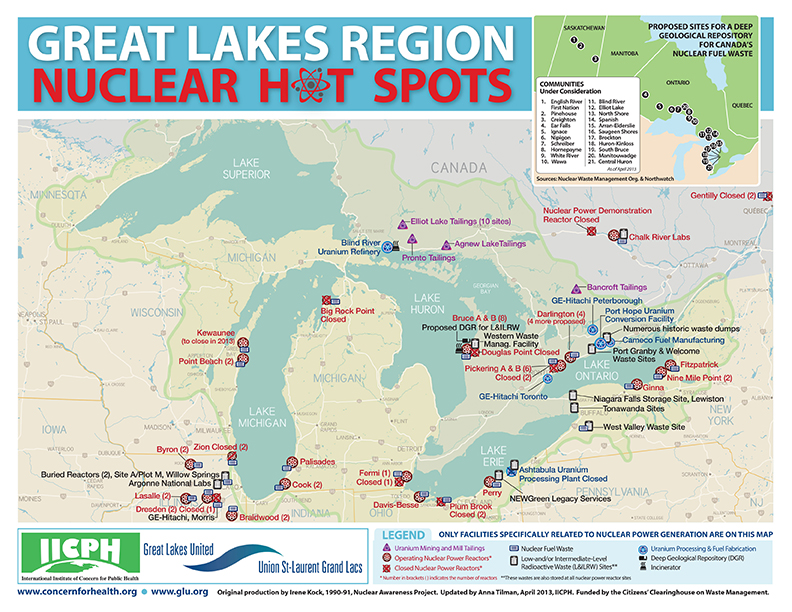 GREAT LAKES REGION
NUCLEAR HOT SPOTS
PROPOSED SITES FOR A DEEP
GEOLOGICAL REPOSITORY
FOR CANADA'S
NUCLEAR FUEL WASTE
SASKATCHEWAN
MANITOBA
ONTARIO
QUEBEC
COMMUNITIES
Under Consideration
1. English River
First Nation
2. Pinehouse
3. Creighton
4. Ear Falls
5. Ignace
6. Nipigon
7. Schreiber
8. Hornepayne
9. White River
10. Wawa
11. Blind River
12. Elliot Lake
13. North Shore
14. Spanish
15. Arran-Elderslie
16. Saugeen Shores
17. Brockton
18. Huron-Kinloss
19. South Bruce
20. Manitouwadge
21. Central Huron
As of April 2013
Sources: Nuclear Waste Management Org. & Northwatch
LAKE
SUPERIOR
CANADA
MINNESOTA
Gentilly Closed (2)
QUÉBEC
Nuclear Power Demonstration
Reactor Closed
Chalk River Labs
MONTREAL
OTTAWA
Elliot Lake Tailings (10 sites)
Blind River
Uranium Refinery
Agnew Lake Tailings
Pronto Tailings
MICHIGAN
GEORGIAN
BAY
Bancroft Tailings
WISCONSIN
ST. PAUL
Big Rock Point
Closed
LAKE
HURON
GE-Hitachi Peterborough
Port Hope Uranium
Conversion Facility
Darlington (4)
(4 more proposed)
Bruce A & B (8)
Proposed DGR for L&ILRW
Western Waste
Manag. Facility
Douglas Point Closed
Numerous historic waste dumps
Cameco Fuel Manufacturing
Port Granby & Welcome
Waste Sites
Kewaunee
(to close in 2013)
Point Beach (2)
Pickering A & B (6)
Closed (2)
LAKE
ONTARIO
Fitzpatrick
Nine Mile Point (2)
Ginna
GE-Hitachi Toronto
MICHIGAN
Niagara Falls Storage Site, Lewiston
Tonawanda Sites
BUFFALO
NEW
YORK
West Valley Waste Site
IOWA
MADISON
LAKE
MICHIGAN
DETROIT
LAKE
ERIE
Byron (2)
Zion Closed (2)
Buried Reactors (2), Site A/Plot M, Willow Springs
Argonne National Labs
Palisades
Cook (2)
Fermi (1)
Closed (1)
Ashtabula Uranium
Processing Plant Closed
PENNSYLVANIA
NEWGreen Legacy Services
Perry
Lasalle (2)
Dresden (2) Closed (1)
GE-Hitachi, Morris
Braidwood (2)
INDIANA
OHIO
Davis-Besse
Plum Brook
Closed (2)
NJ
IICPH
International Institute of Concern for Public Health
Great Lakes United
Union St-Laurent Grand Lacs
LEGEND
ONLY FACILITIES SPECIFICALLY RELATED TO NUCLEAR POWER GENERATION ARE ON THIS MAP
Uranium Mining and Mill Tailings
Operating Nuclear Power Reactors*
Closed Nuclear Power Reactors*
Nuclear Fuel Waste
Low-and/or Intermediate-Level
Radioactive Waste (L&ILRW) Sites**
Uranium Processing & Fuel Fabrication
Deep Geological Repository (DGR)
Incinerator
* Number in brackets ( ) indicates the number of reactors
**These wastes are also stored at all nuclear power reactor sites.
www.concernforhealth.org • www.glu.org
Original production by Irene Kock, 1990-91, Nuclear Awareness Project. Updated by Anna Tilman, April 2013, IICPH. Funded by the Citizens' Clearinghouse on Waste Management.